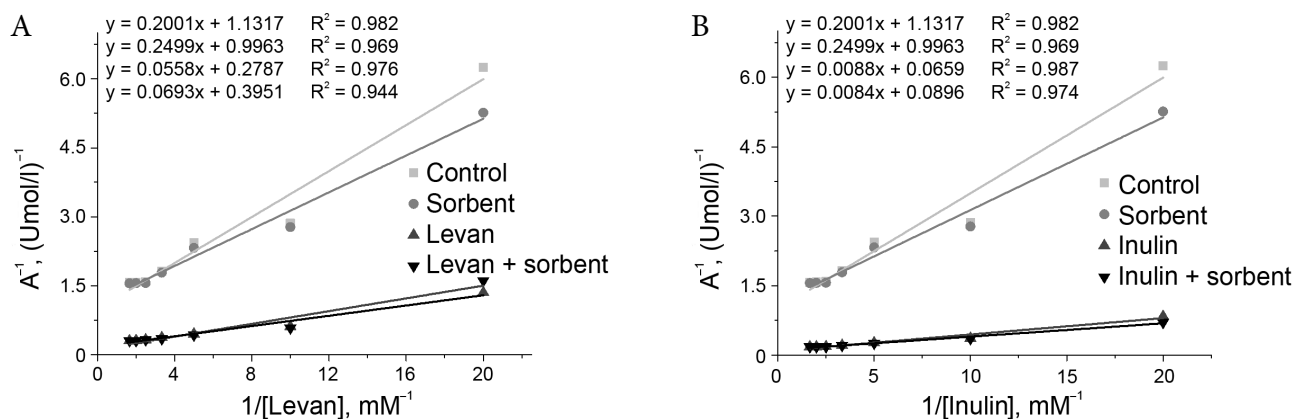 A
y = 0.2001x + 1.1317 R² = 0.982
y = 0.2499x + 0.9963 R² = 0.969
y = 0.0558x + 0.2787 R² = 0.976
y = 0.0693x + 0.3951 R² = 0.944
A⁻¹, (Umol/l)⁻¹
6.0
4.5
3.0
1.5
0
Control
Sorbent
Levan
Levan + sorbent
0 4 8 12 16 20
1/[Levan], mM⁻¹
B
y = 0.2001x + 1.1317 R² = 0.982
y = 0.2499x + 0.9963 R² = 0.969
y = 0.0088x + 0.0659 R² = 0.987
y = 0.0084x + 0.0896 R² = 0.974
A⁻¹, (Umol/l)⁻¹
6.0
4.5
3.0
1.5
0
Control
Sorbent
Inulin
Inulin + sorbent
0 5 10 15 20
1/[Inulin], mM⁻¹